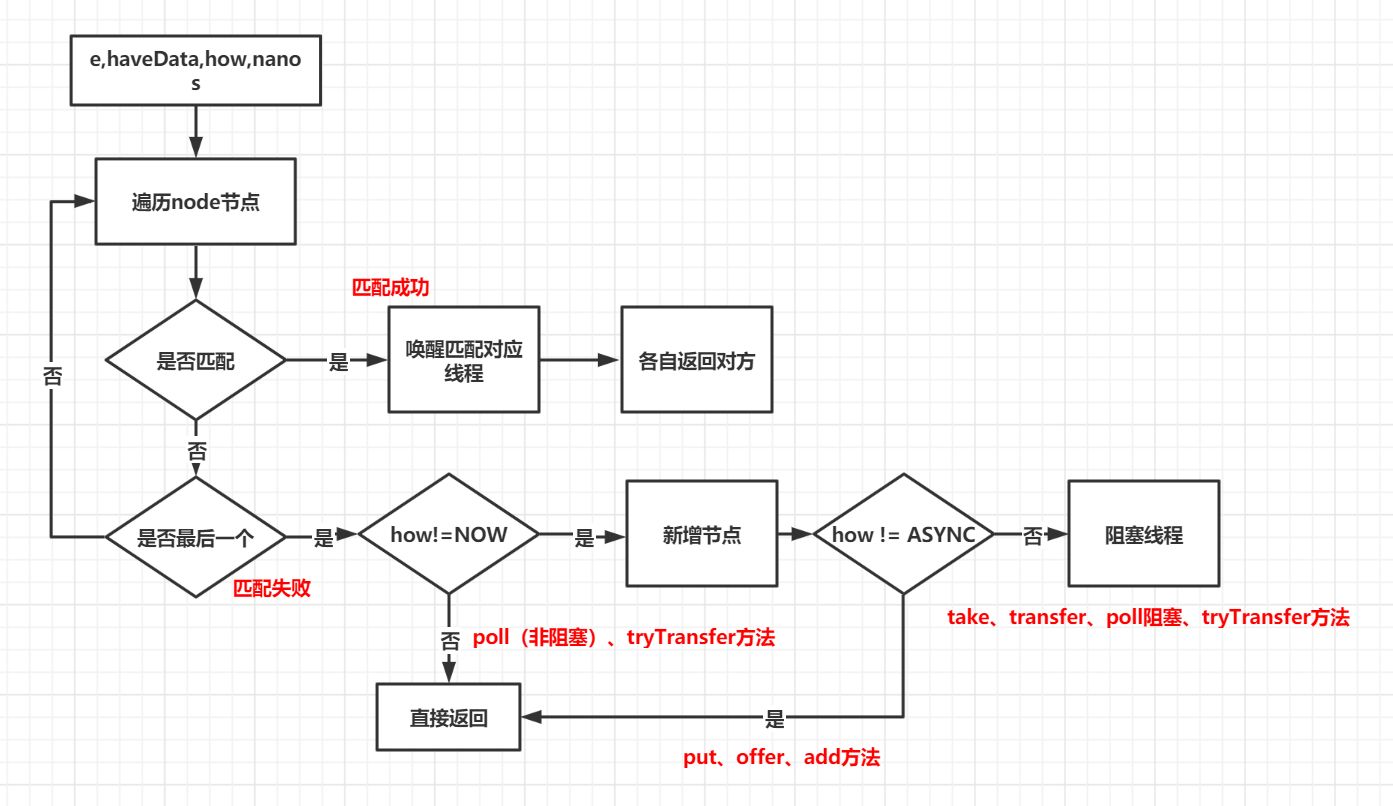 e,haveData,how,nano
s
遍历node节点
匹配成功
是否匹配
是
唤醒匹配对应
线程
各自返回对方
否
否
是否最后一个
是
匹配失败
how!=NOW
是
新增节点
how != ASYNC
否
阻塞线程
take、transfer、poll阻塞、tryTransfer方法
否
poll（非阻塞）、tryTransfer方法
直接返回
是
put、offer、add方法